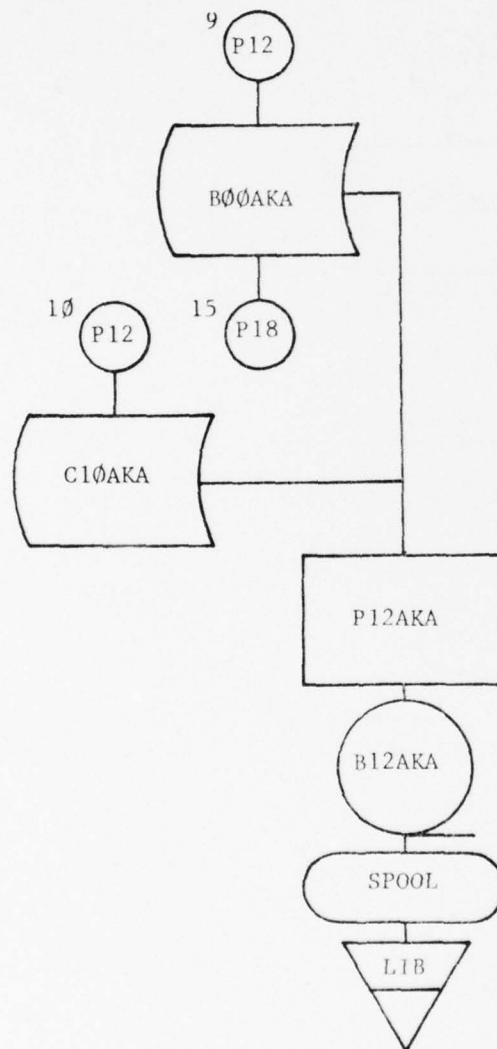 9
P12
BØØAKA
1Ø
P12
15
P18
C1ØAKA
P12AKA
B12AKA
SPOOL
LIB